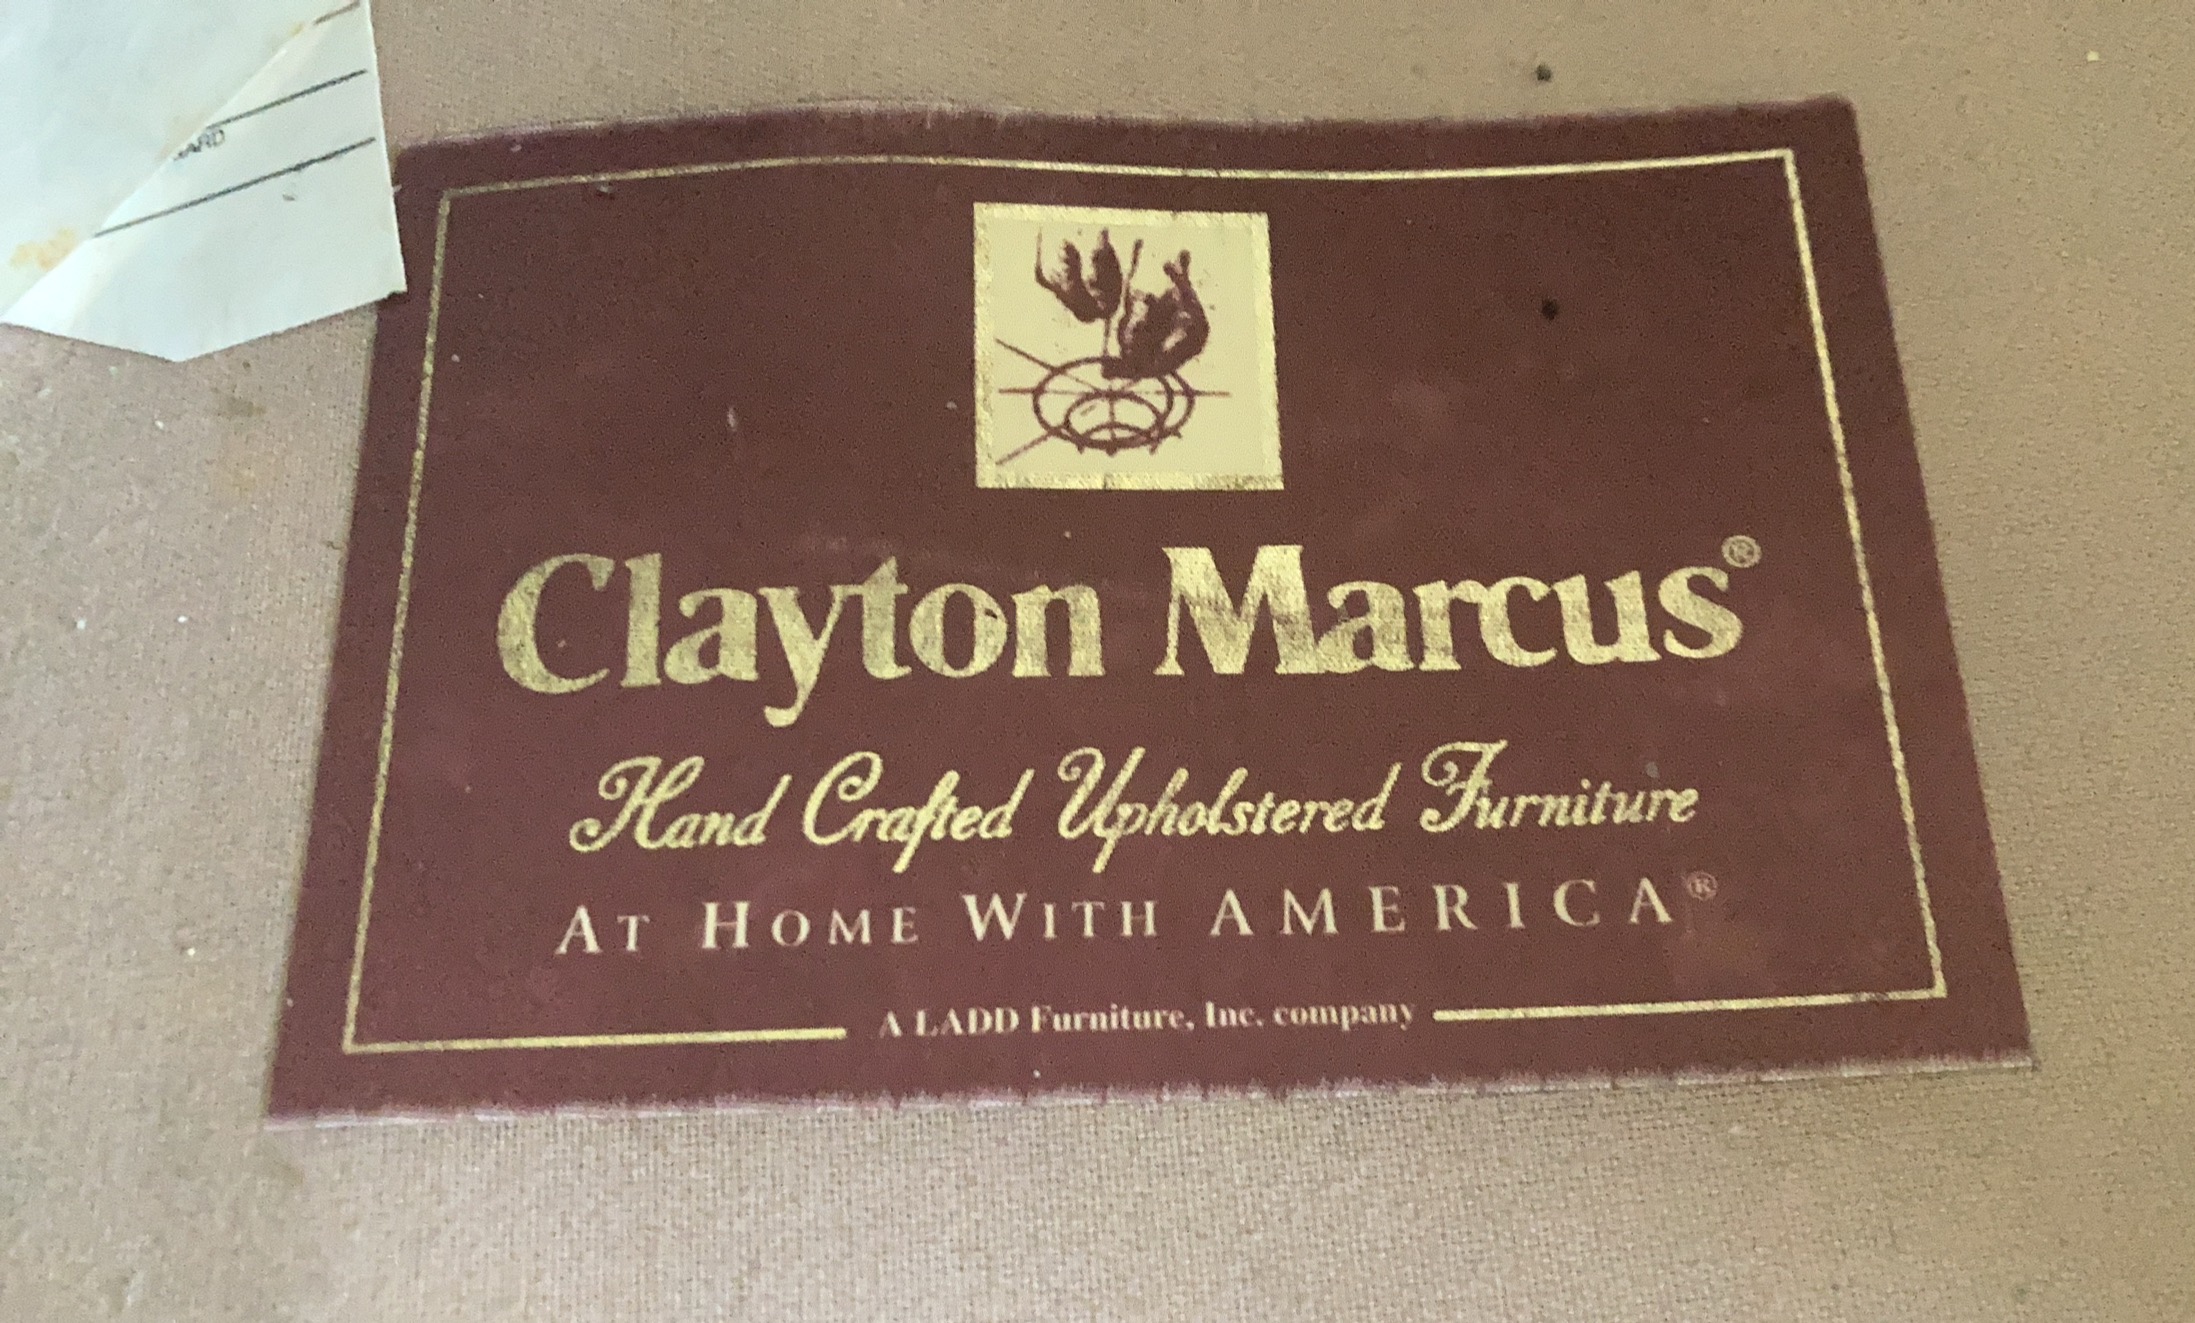 Clayton Marcus®
Hand Crafted Upholstered Furniture
AT HOME WITH AMERICA®
A LADD Furniture, Inc. company